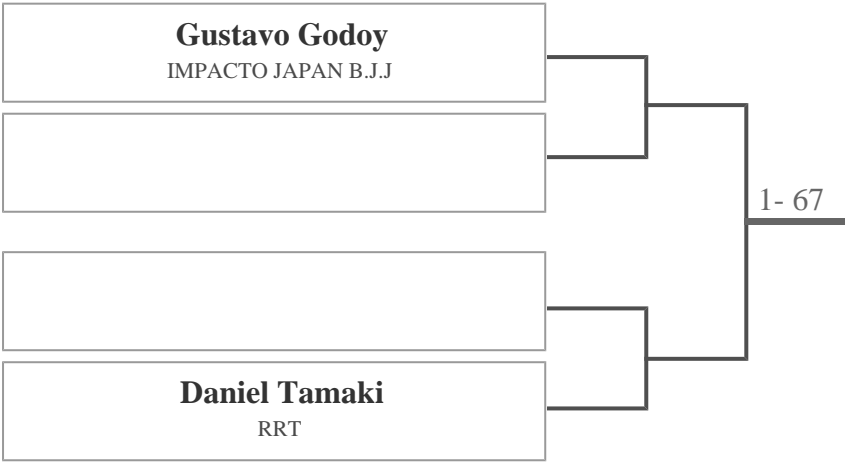 Gustavo Godoy
IMPACTO JAPAN B.J.J
1- 67
Daniel Tamaki
RRT